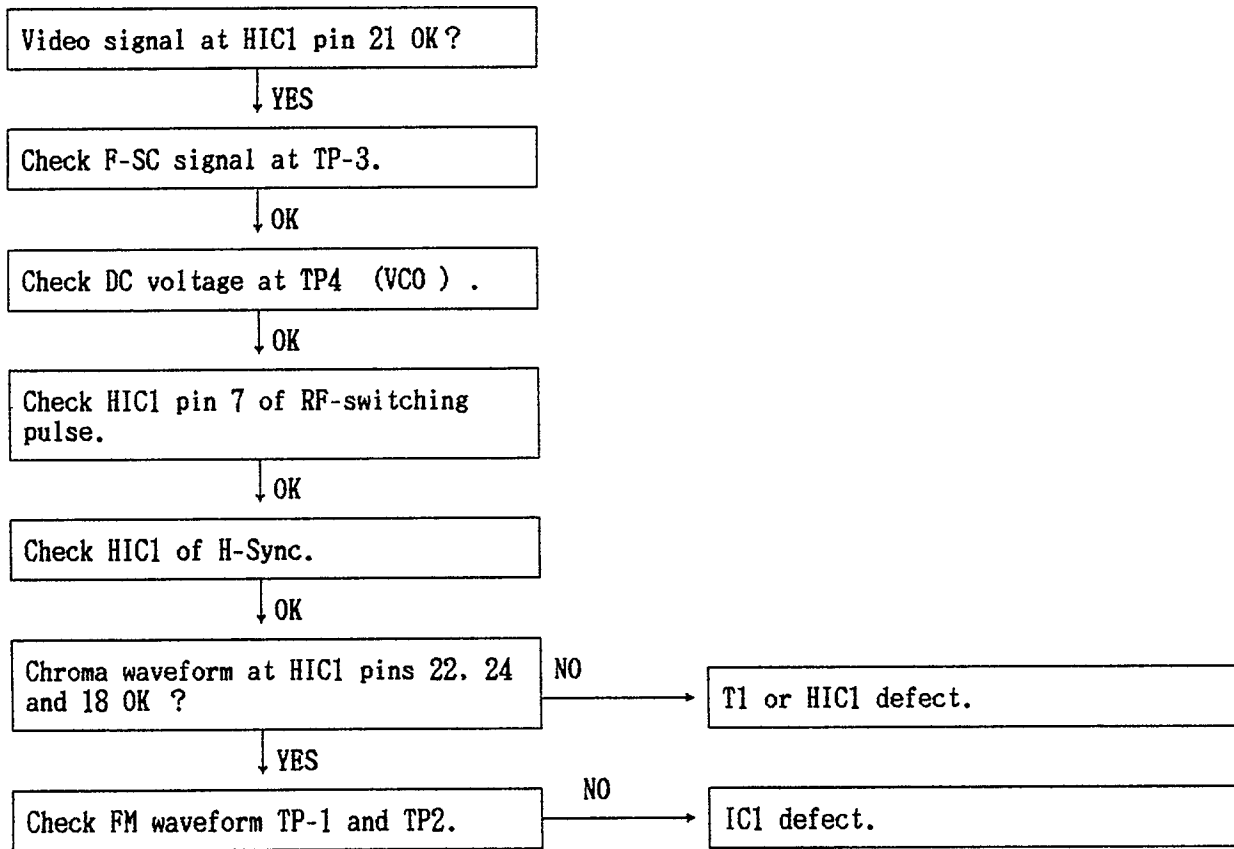 Video signal at HIC1 pin 21 OK?
YES
Check F-SC signal at TP-3.
OK
Check DC voltage at TP4 (VCO ) .
OK
Check HIC1 pin 7 of RF-switching
pulse.
OK
Check HIC1 of H-Sync.
OK
Chroma waveform at HIC1 pins 22. 24
and 18 OK ?
NO
T1 or HIC1 defect.
YES
Check FM waveform TP-1 and TP2.
NO
IC1 defect.